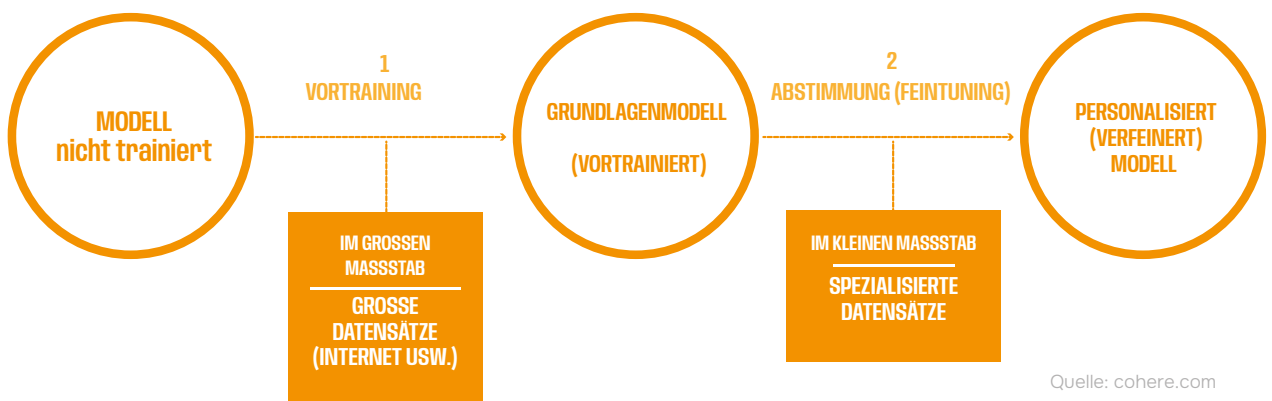 MODELL
nicht trainiert
1
VORTRAINING
IM GROSSEN
MASSSTAB
GROSSE
DATENSÄTZE
(INTERNET USW.)
GRUNDLAGENMODELL
(VORTRAINIERT)
2
ABSTIMMUNG (FEINTUNING)
IM KLEINEN MASSSTAB
SPEZIALISIERTE
DATENSÄTZE
PERSONALISIERT
(VERFEINERT)
MODELL
Quelle: cohere.com